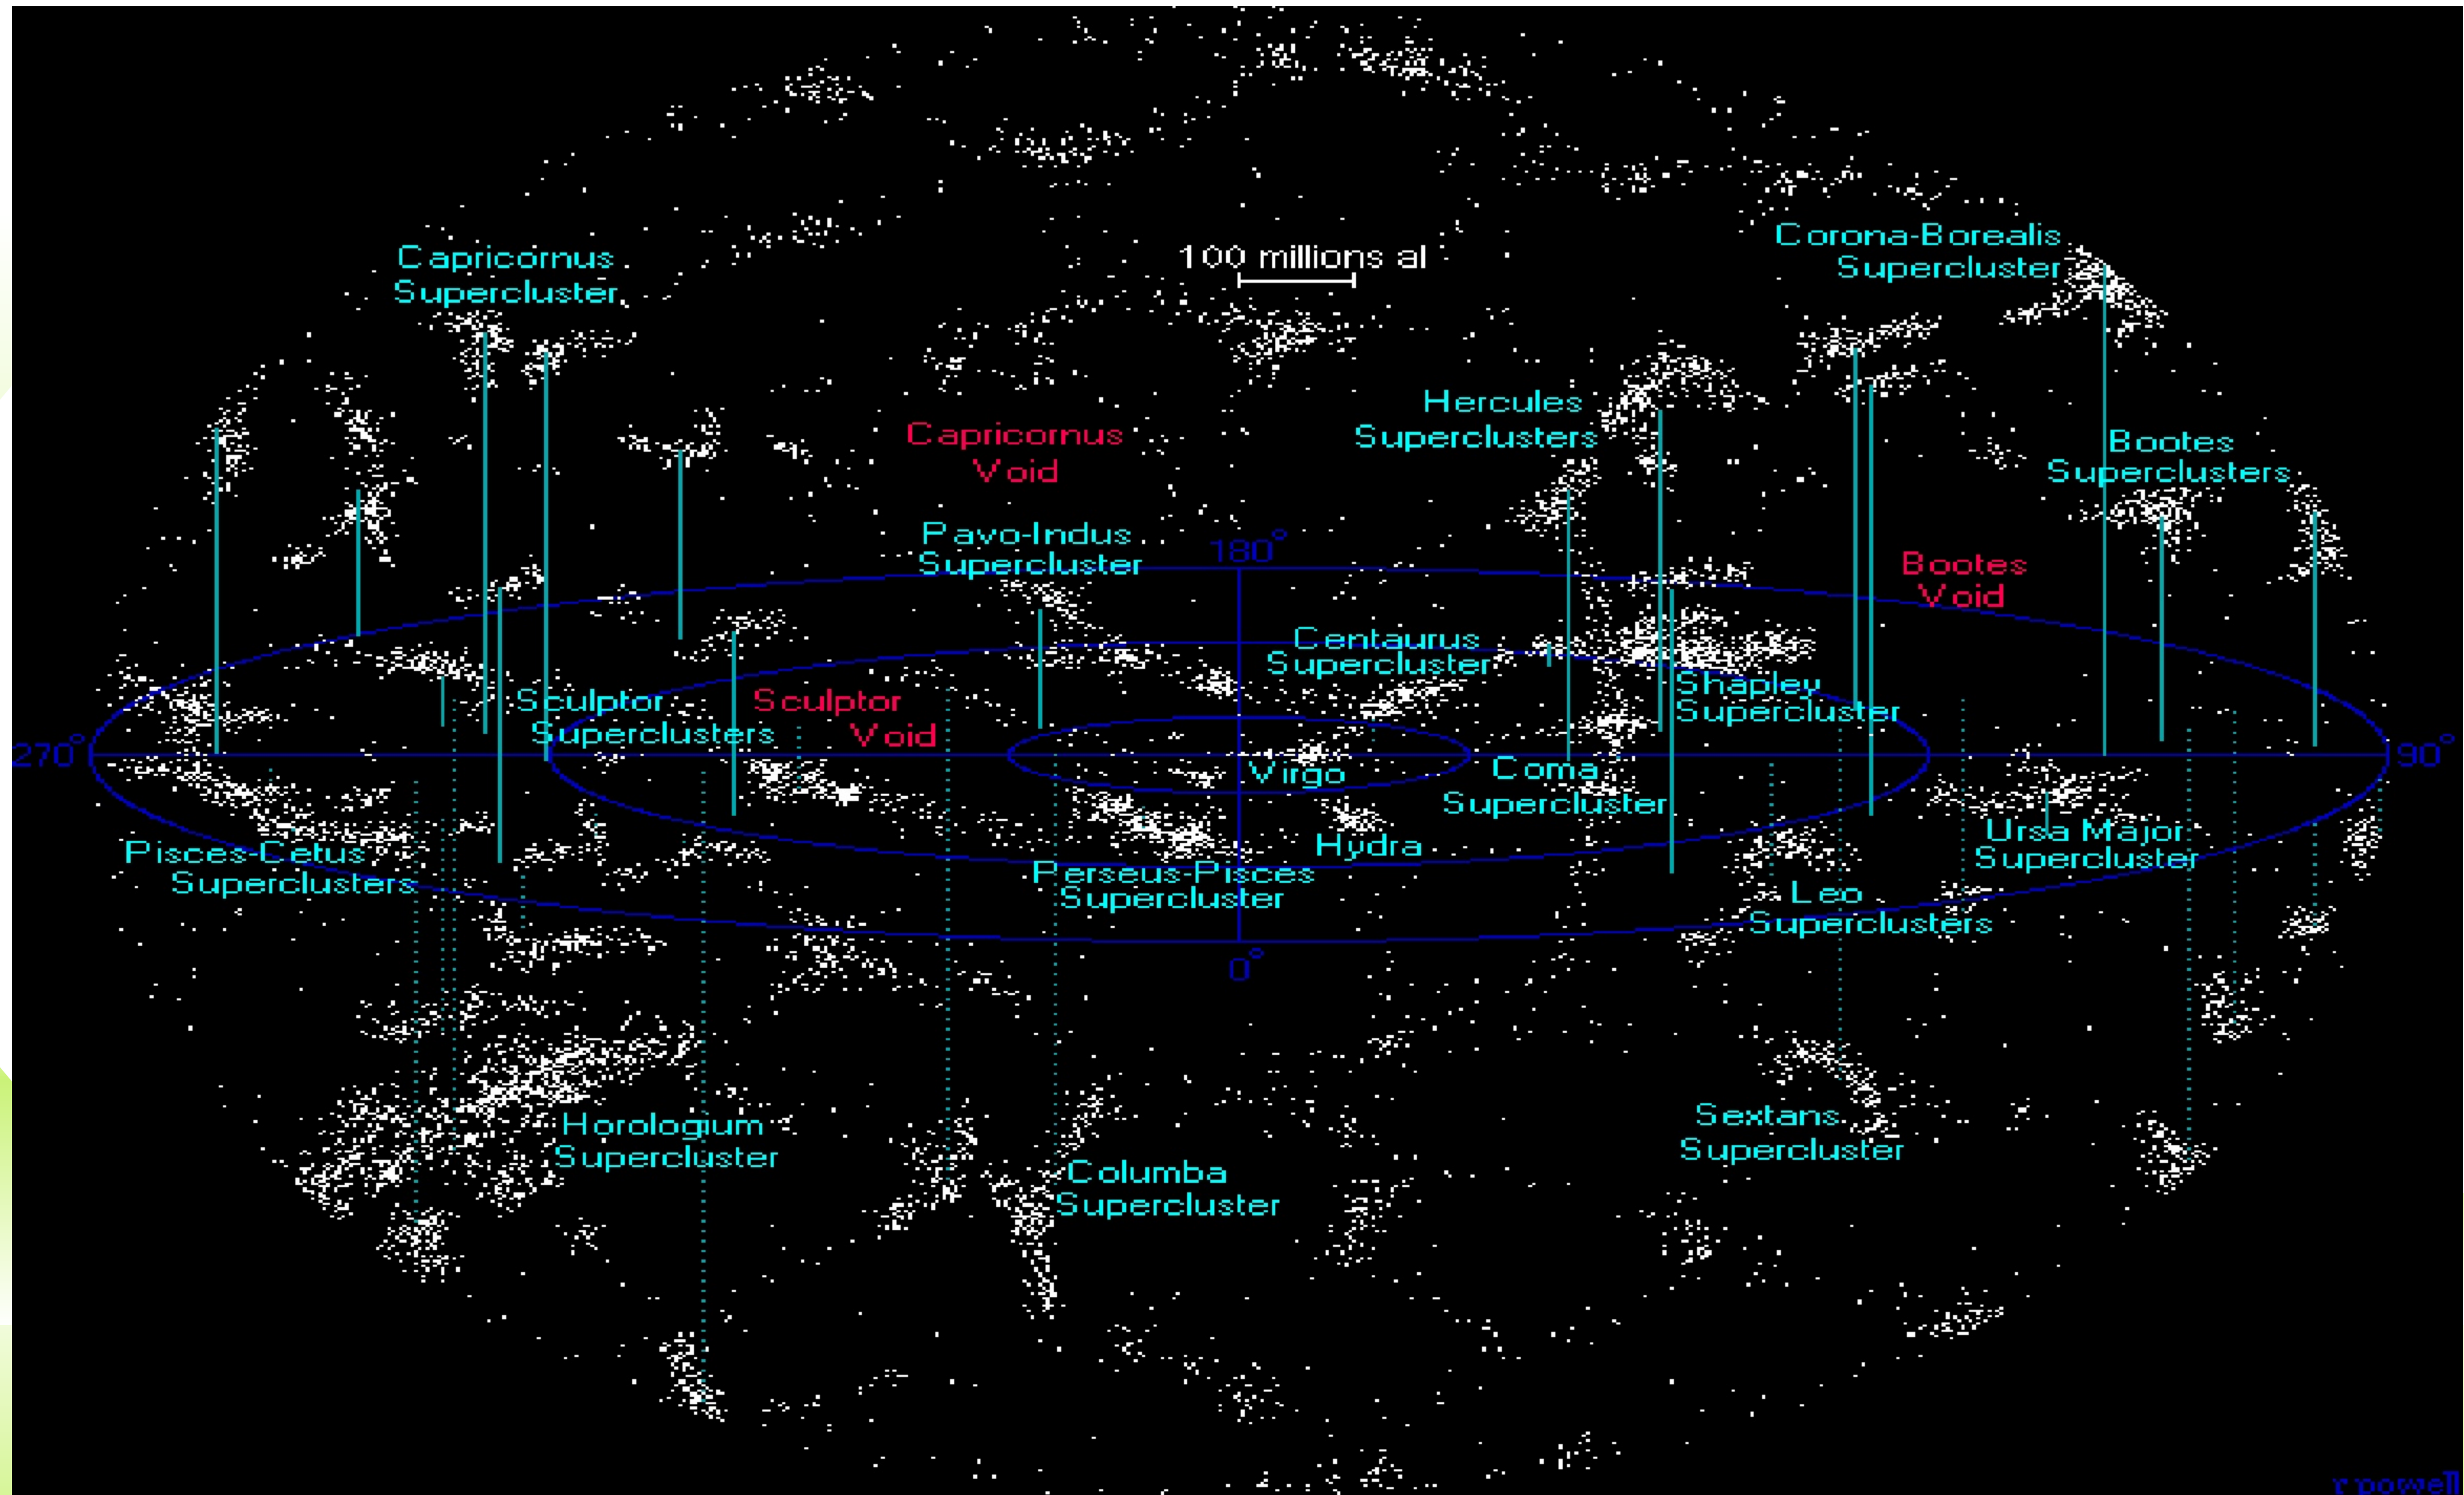 Corona-Borealis
Supercluster
Capricornus
Supercluster
100 millions al
Hercules
Superclusters
Capricornus
Void
Bootes
Superclusters
Pavo-Indus
Supercluster
180°
Bootes
Void
Centaurus
Supercluster
Shapley
Supercluster
Sculptor
Superclusters
Sculptor
Void
270°
90°
Virgo
Coma
Supercluster
Hydra
Ursa Major
Supercluster
Pisces-Cetus
Superclusters
Perseus-Pisces
Supercluster
Leo
Superclusters
0°
Horologium
Supercluster
Sextans
Supercluster
Columba
Supercluster
r powell